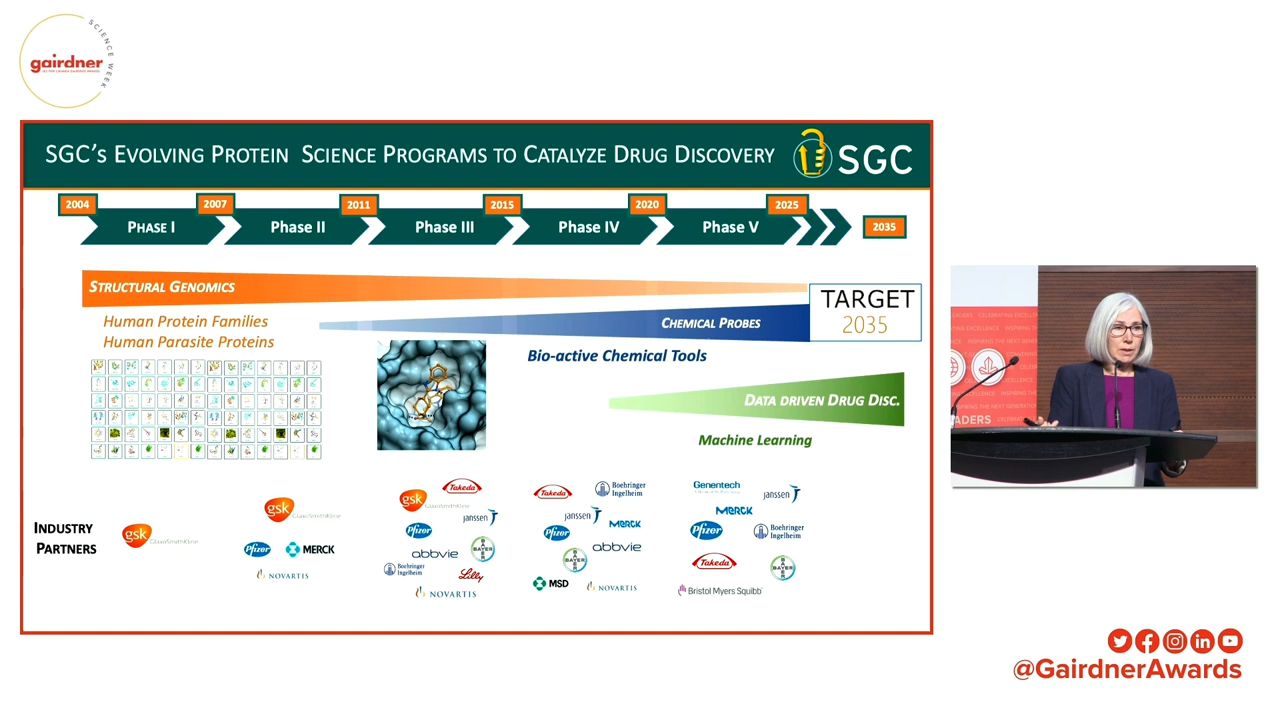 gairdner
SCIENCE WEEK
SGC's EVOLVING PROTEIN SCIENCE PROGRAMS TO CATALYZE DRUG DISCOVERY
SGC
2004
2007
2011
2015
2020
2025
PHASE I
Phase II
Phase III
Phase IV
Phase V
2035
STRUCTURAL GENOMICS
Human Protein Families
Human Parasite Proteins
CHEMICAL PROBES
TARGET
2035
Bio-active Chemical Tools
DATA DRIVEN DRUG DISC.
Machine Learning
INDUSTRY
PARTNERS
gsk
GlaxoSmithKline
gsk
GlaxoSmithKline
Pfizer
MERCK
NOVARTIS
gsk
GlaxoSmithKline
Takeda
janssen
Pfizer
abbvie
BAYER
Boehringer
Ingelheim
Lilly
NOVARTIS
Takeda
Boehringer
Ingelheim
janssen
Pfizer
MERCK
BAYER
abbvie
MSD
NOVARTIS
Genentech
janssen
MERCK
Pfizer
Boehringer
Ingelheim
Takeda
BAYER
Bristol Myers Squibb
@GairdnerAwards